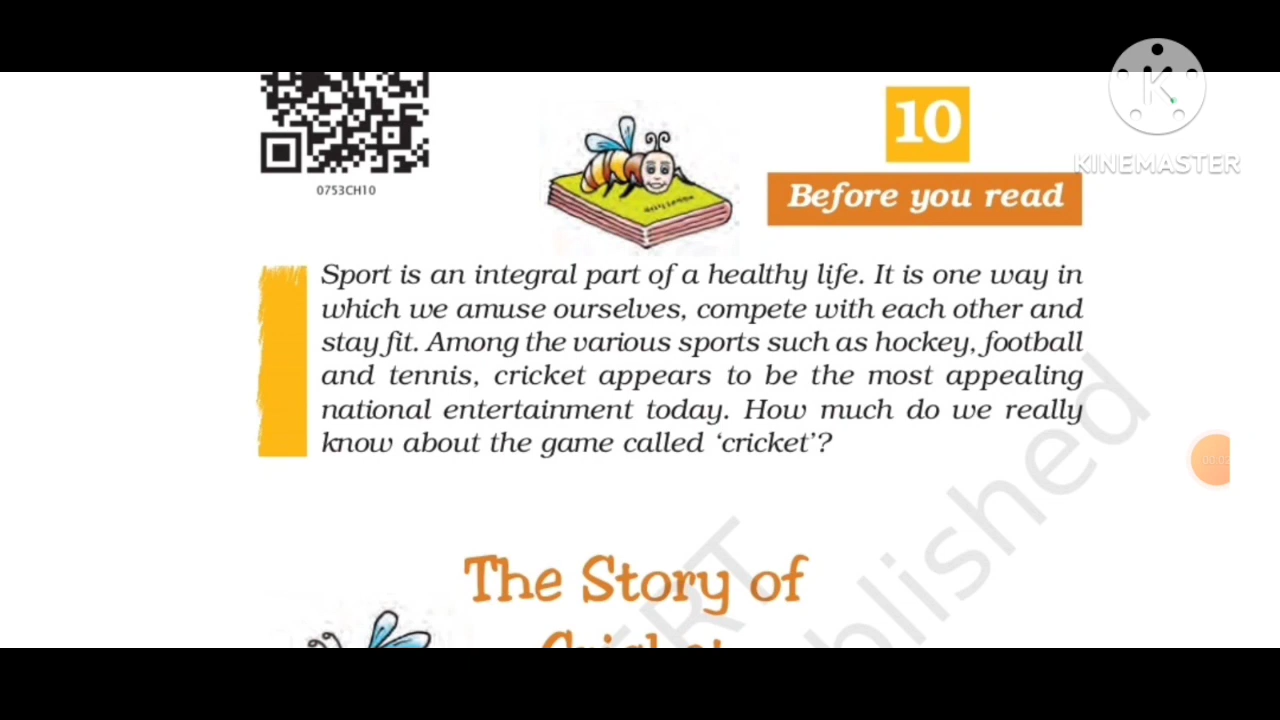 10
KINEMASTER
0753CH10
Before you read
Sport is an integral part of a healthy life. It is one way in
which we amuse ourselves, compete with each other and
stay fit. Among the various sports such as hockey, football
and tennis, cricket appears to be the most appealing
national entertainment today. How much do we really
know about the game called ‘cricket’?
The Story of